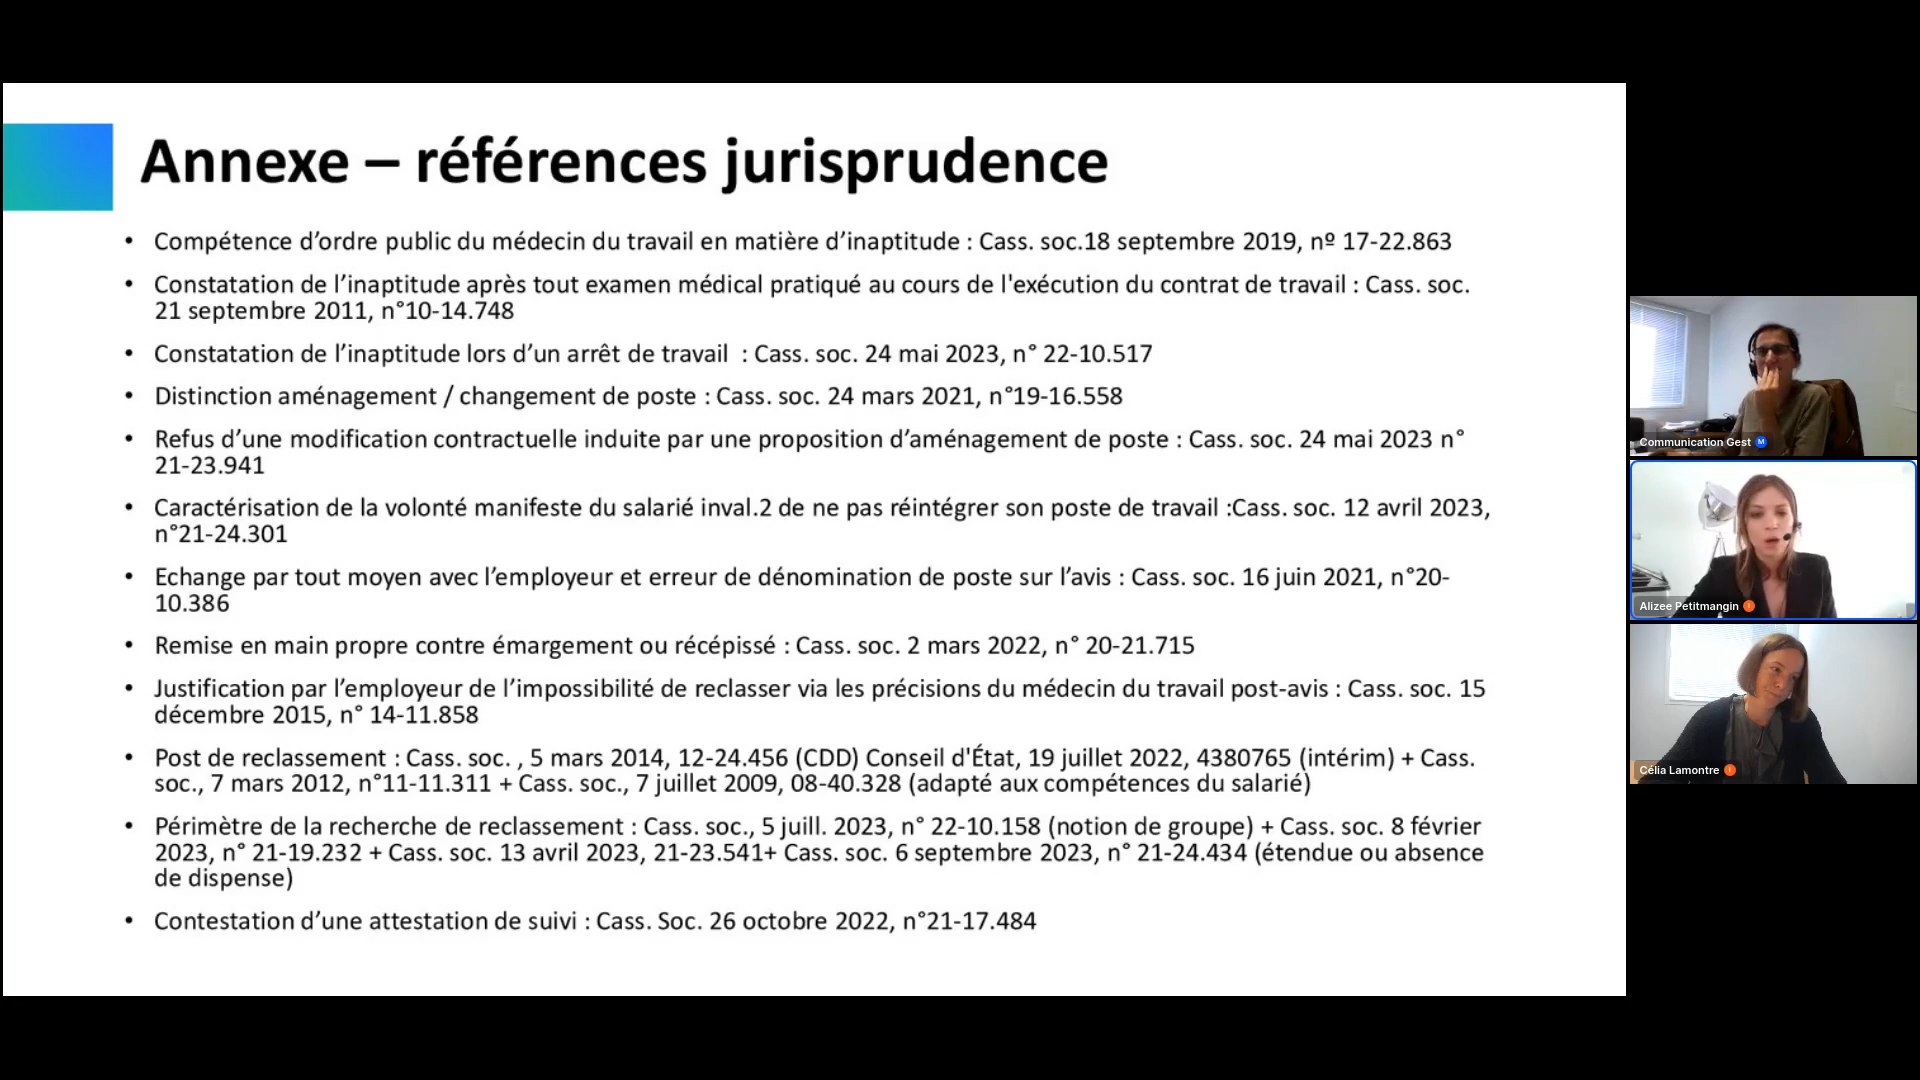 Annexe – références jurisprudence
• Compétence d’ordre public du médecin du travail en matière d’inaptitude : Cass. soc.18 septembre 2019, nº 17-22.863
• Constatation de l’inaptitude après tout examen médical pratiqué au cours de l'exécution du contrat de travail : Cass. soc.
21 septembre 2011, n°10-14.748
• Constatation de l’inaptitude lors d’un arrêt de travail : Cass. soc. 24 mai 2023, n° 22-10.517
• Distinction aménagement / changement de poste : Cass. soc. 24 mars 2021, n°19-16.558
• Refus d’une modification contractuelle induite par une proposition d’aménagement de poste : Cass. soc. 24 mai 2023 n°
21-23.941
• Caractérisation de la volonté manifeste du salarié inval.2 de ne pas réintégrer son poste de travail :Cass. soc. 12 avril 2023,
n°21-24.301
• Echange par tout moyen avec l’employeur et erreur de dénomination de poste sur l’avis : Cass. soc. 16 juin 2021, n°20-
10.386
• Remise en main propre contre émargement ou récépissé : Cass. soc. 2 mars 2022, n° 20-21.715
• Justification par l’employeur de l’impossibilité de reclasser via les précisions du médecin du travail post-avis : Cass. soc. 15
décembre 2015, n° 14-11.858
• Post de reclassement : Cass. soc. , 5 mars 2014, 12-24.456 (CDD) Conseil d'État, 19 juillet 2022, 4380765 (intérim) + Cass.
soc., 7 mars 2012, n°11-11.311 + Cass. soc., 7 juillet 2009, 08-40.328 (adapté aux compétences du salarié)
• Périmètre de la recherche de reclassement : Cass. soc., 5 juill. 2023, n° 22-10.158 (notion de groupe) + Cass. soc. 8 février
2023, n° 21-19.232 + Cass. soc. 13 avril 2023, 21-23.541+ Cass. soc. 6 septembre 2023, n° 21-24.434 (étendue ou absence
de dispense)
• Contestation d’une attestation de suivi : Cass. Soc. 26 octobre 2022, n°21-17.484
Communication Gest M
Alizee Petitmangin
Célia Lamontre